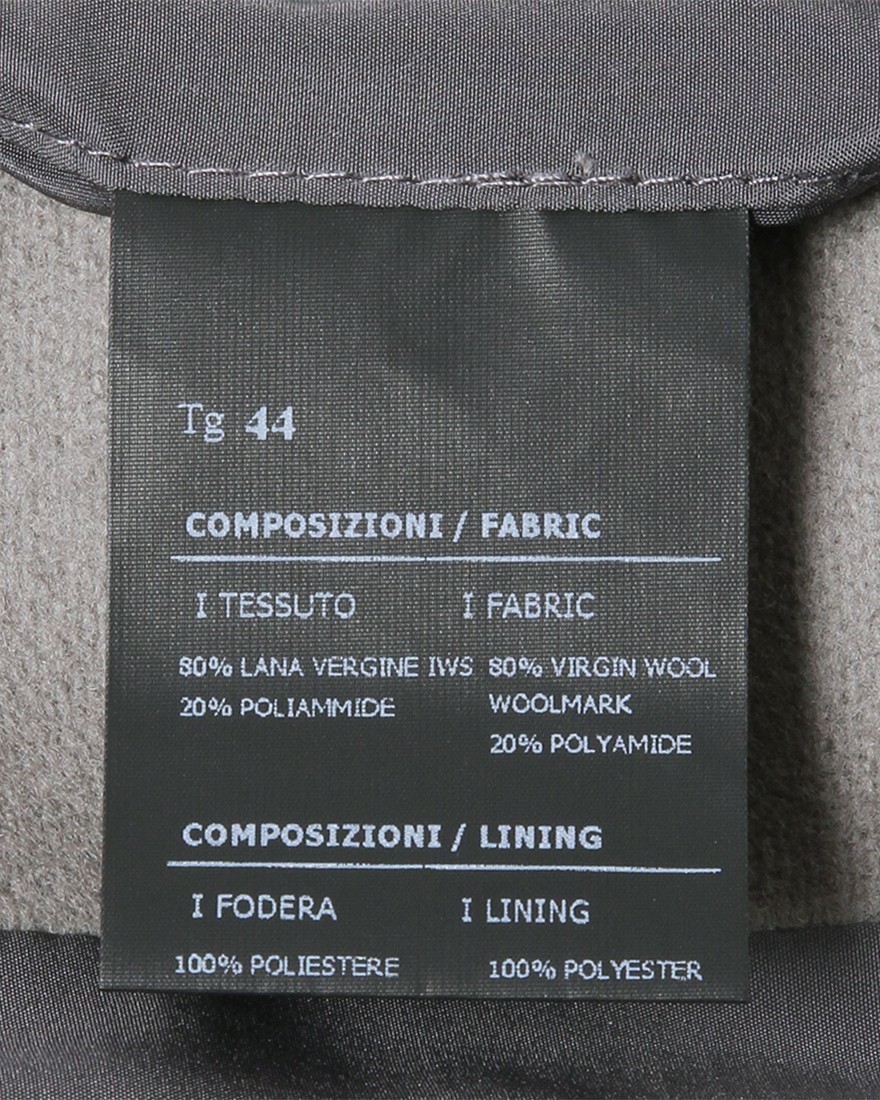 Tg 44
COMPOSIZIONI / FABRIC
I TESSUTO I FABRIC
80% LANA VERGINE IWS 80% VIRGIN WOOL
20% POLIAMMIDE WOOLMARK
20% POLYAMIDE
COMPOSIZIONI / LINING
I FODERA I LINING
100% POLIESTERE 100% POLYESTER